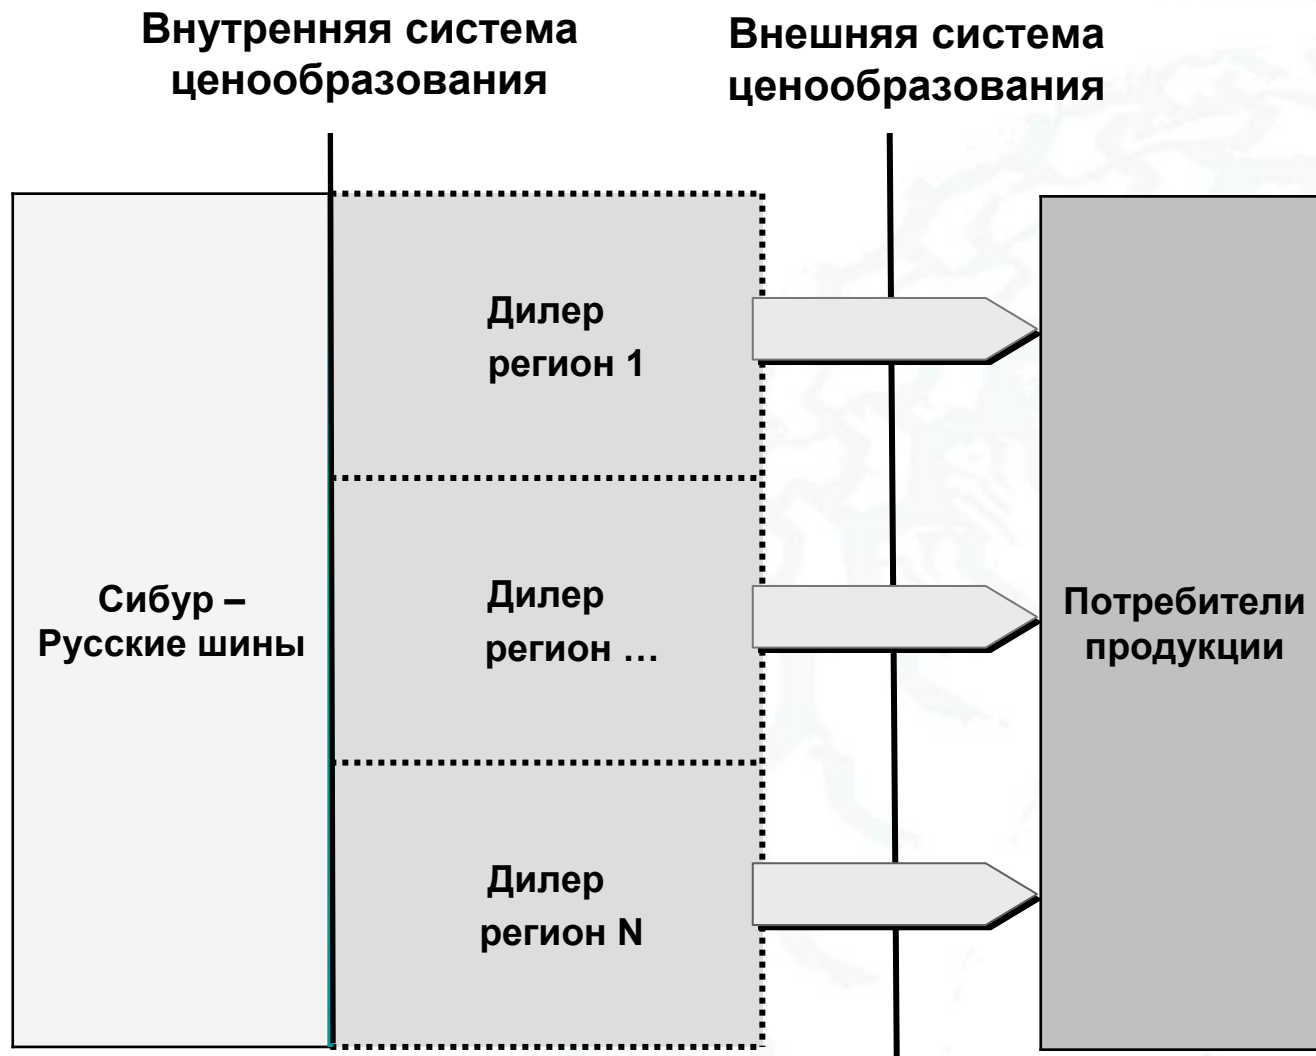 Внутренняя система
ценообразования
Внешняя система
ценообразования
Дилер
регион 1
Сибур –
Русские шины
Дилер
регион ...
Потребители
продукции
Дилер
регион N